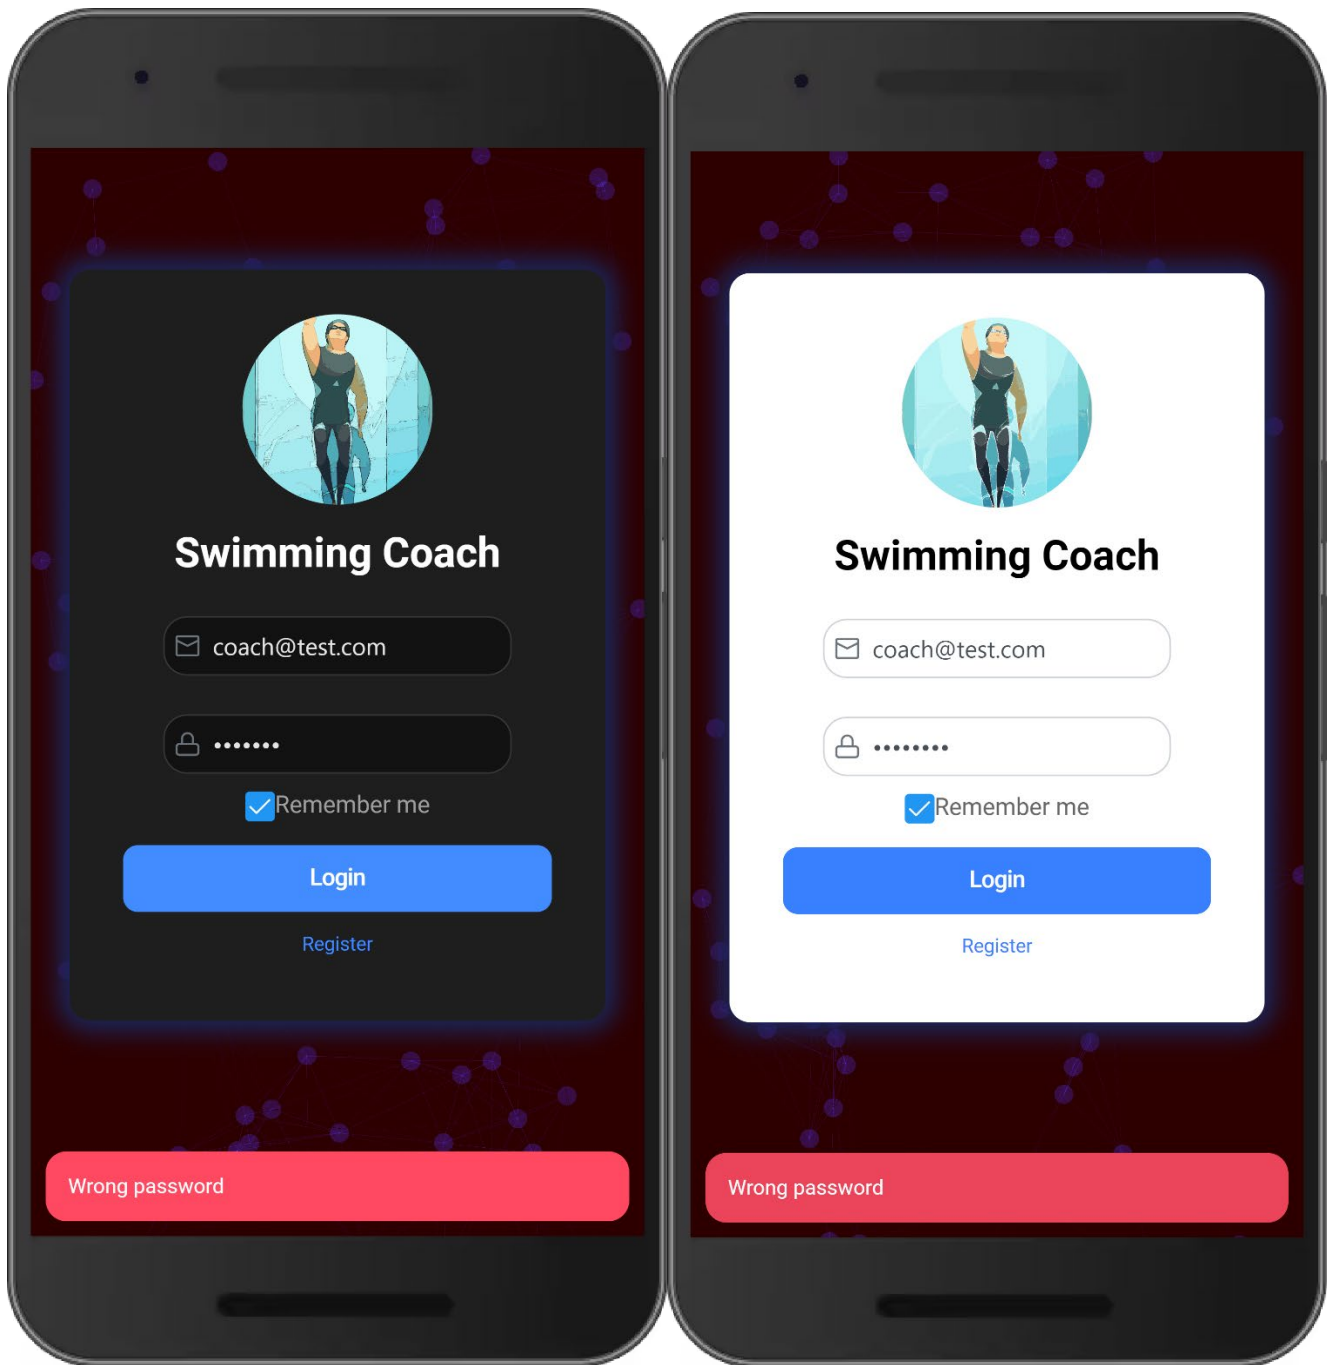 Swimming Coach
coach@test.com
•••••••
Remember me
Login
Register
Wrong password
Swimming Coach
coach@test.com
•••••••••
Remember me
Login
Register
Wrong password